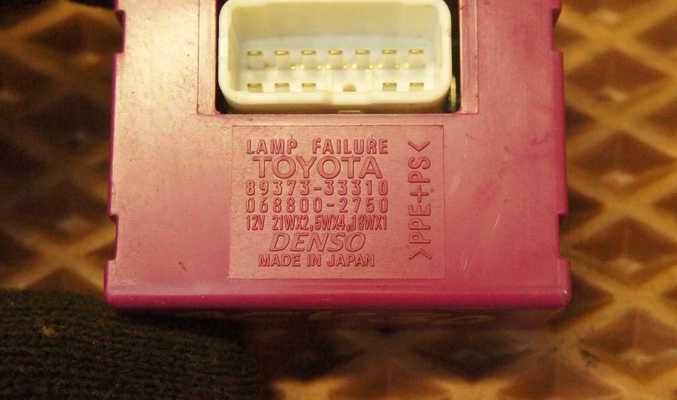 LAMP FAILURE
TOYOTA
89373-33310
068800-2750
12V 21WX2,5WX4,18WX1
DENSO
MADE IN JAPAN
>PPE+PS<